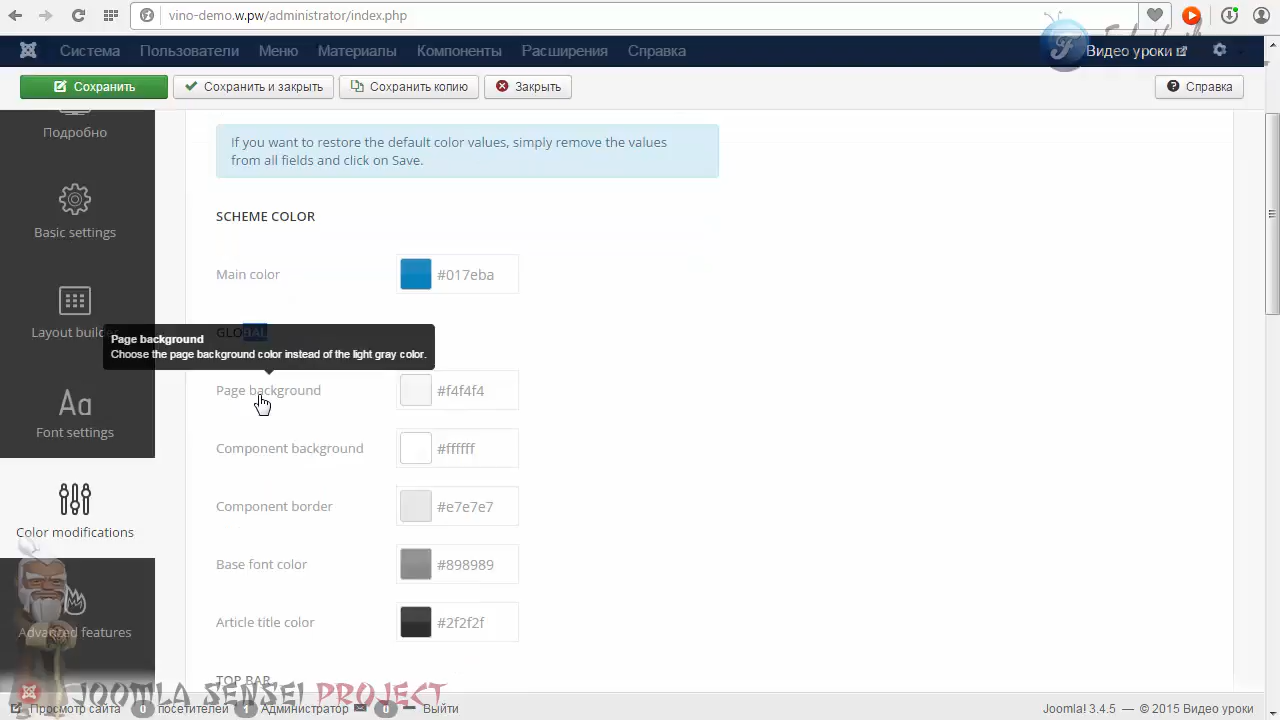 vino-demo.w.pw/administrator/index.php
Система Пользователи Меню Материалы Компоненты Расширения Справка
Видео уроки
Сохранить Сохранить и закрыть Сохранить копию Закрыть Справка
Подробно
Basic settings
Layout builder
Font settings
Color modifications
Advanced features
If you want to restore the default color values, simply remove the values
from all fields and click on Save.
SCHEME COLOR
Main color #017eba
GLOBAL
Page background
Choose the page background color instead of the light gray color.
Page background #f4f4f4
Component background #ffffff
Component border #e7e7e7
Base font color #898989
Article title color #2f2f2f
TOP BAR
JOOMLA SENSEI PROJECT
Просмотр сайта 0 посетителей 1 Администратор 0 Выйти
Joomla! 3.4.5 — © 2015 Видео уроки